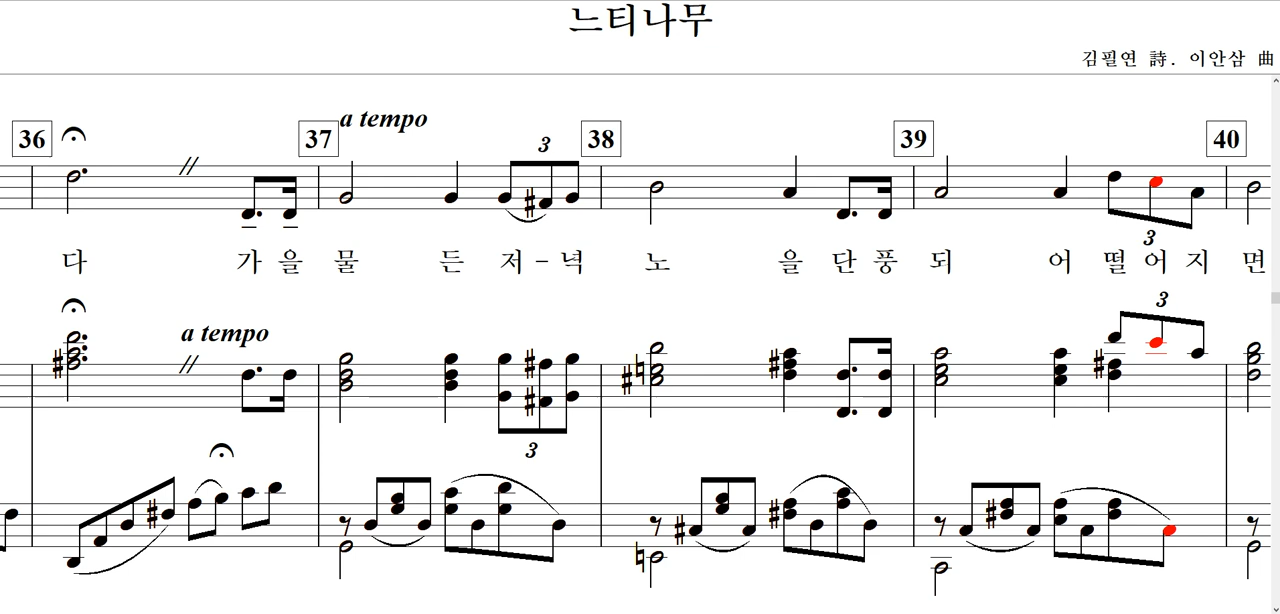 느티나무
김필연 詩. 이안삼 曲
a tempo
36 37 38 39 40
3
다 가 을 물 든 저 - 녁 노 을 단 풍 되 어 떨 어 지 면
3
3
a tempo
3